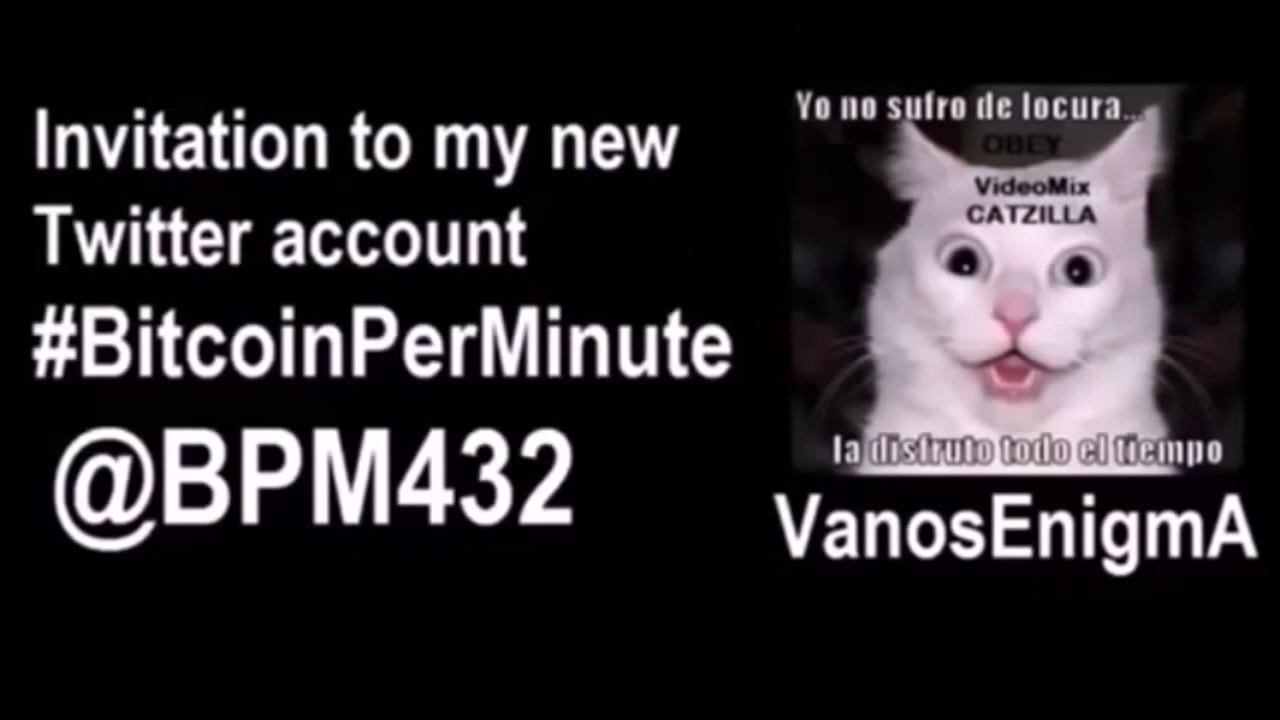 Invitation to my new
Twitter account
#BitcoinPerMinute
@BPM432
Yo no sufro de locura...
OBEY
VideoMix
CATZILLA
la disfruto todo el tiempo
VanosEnigmA